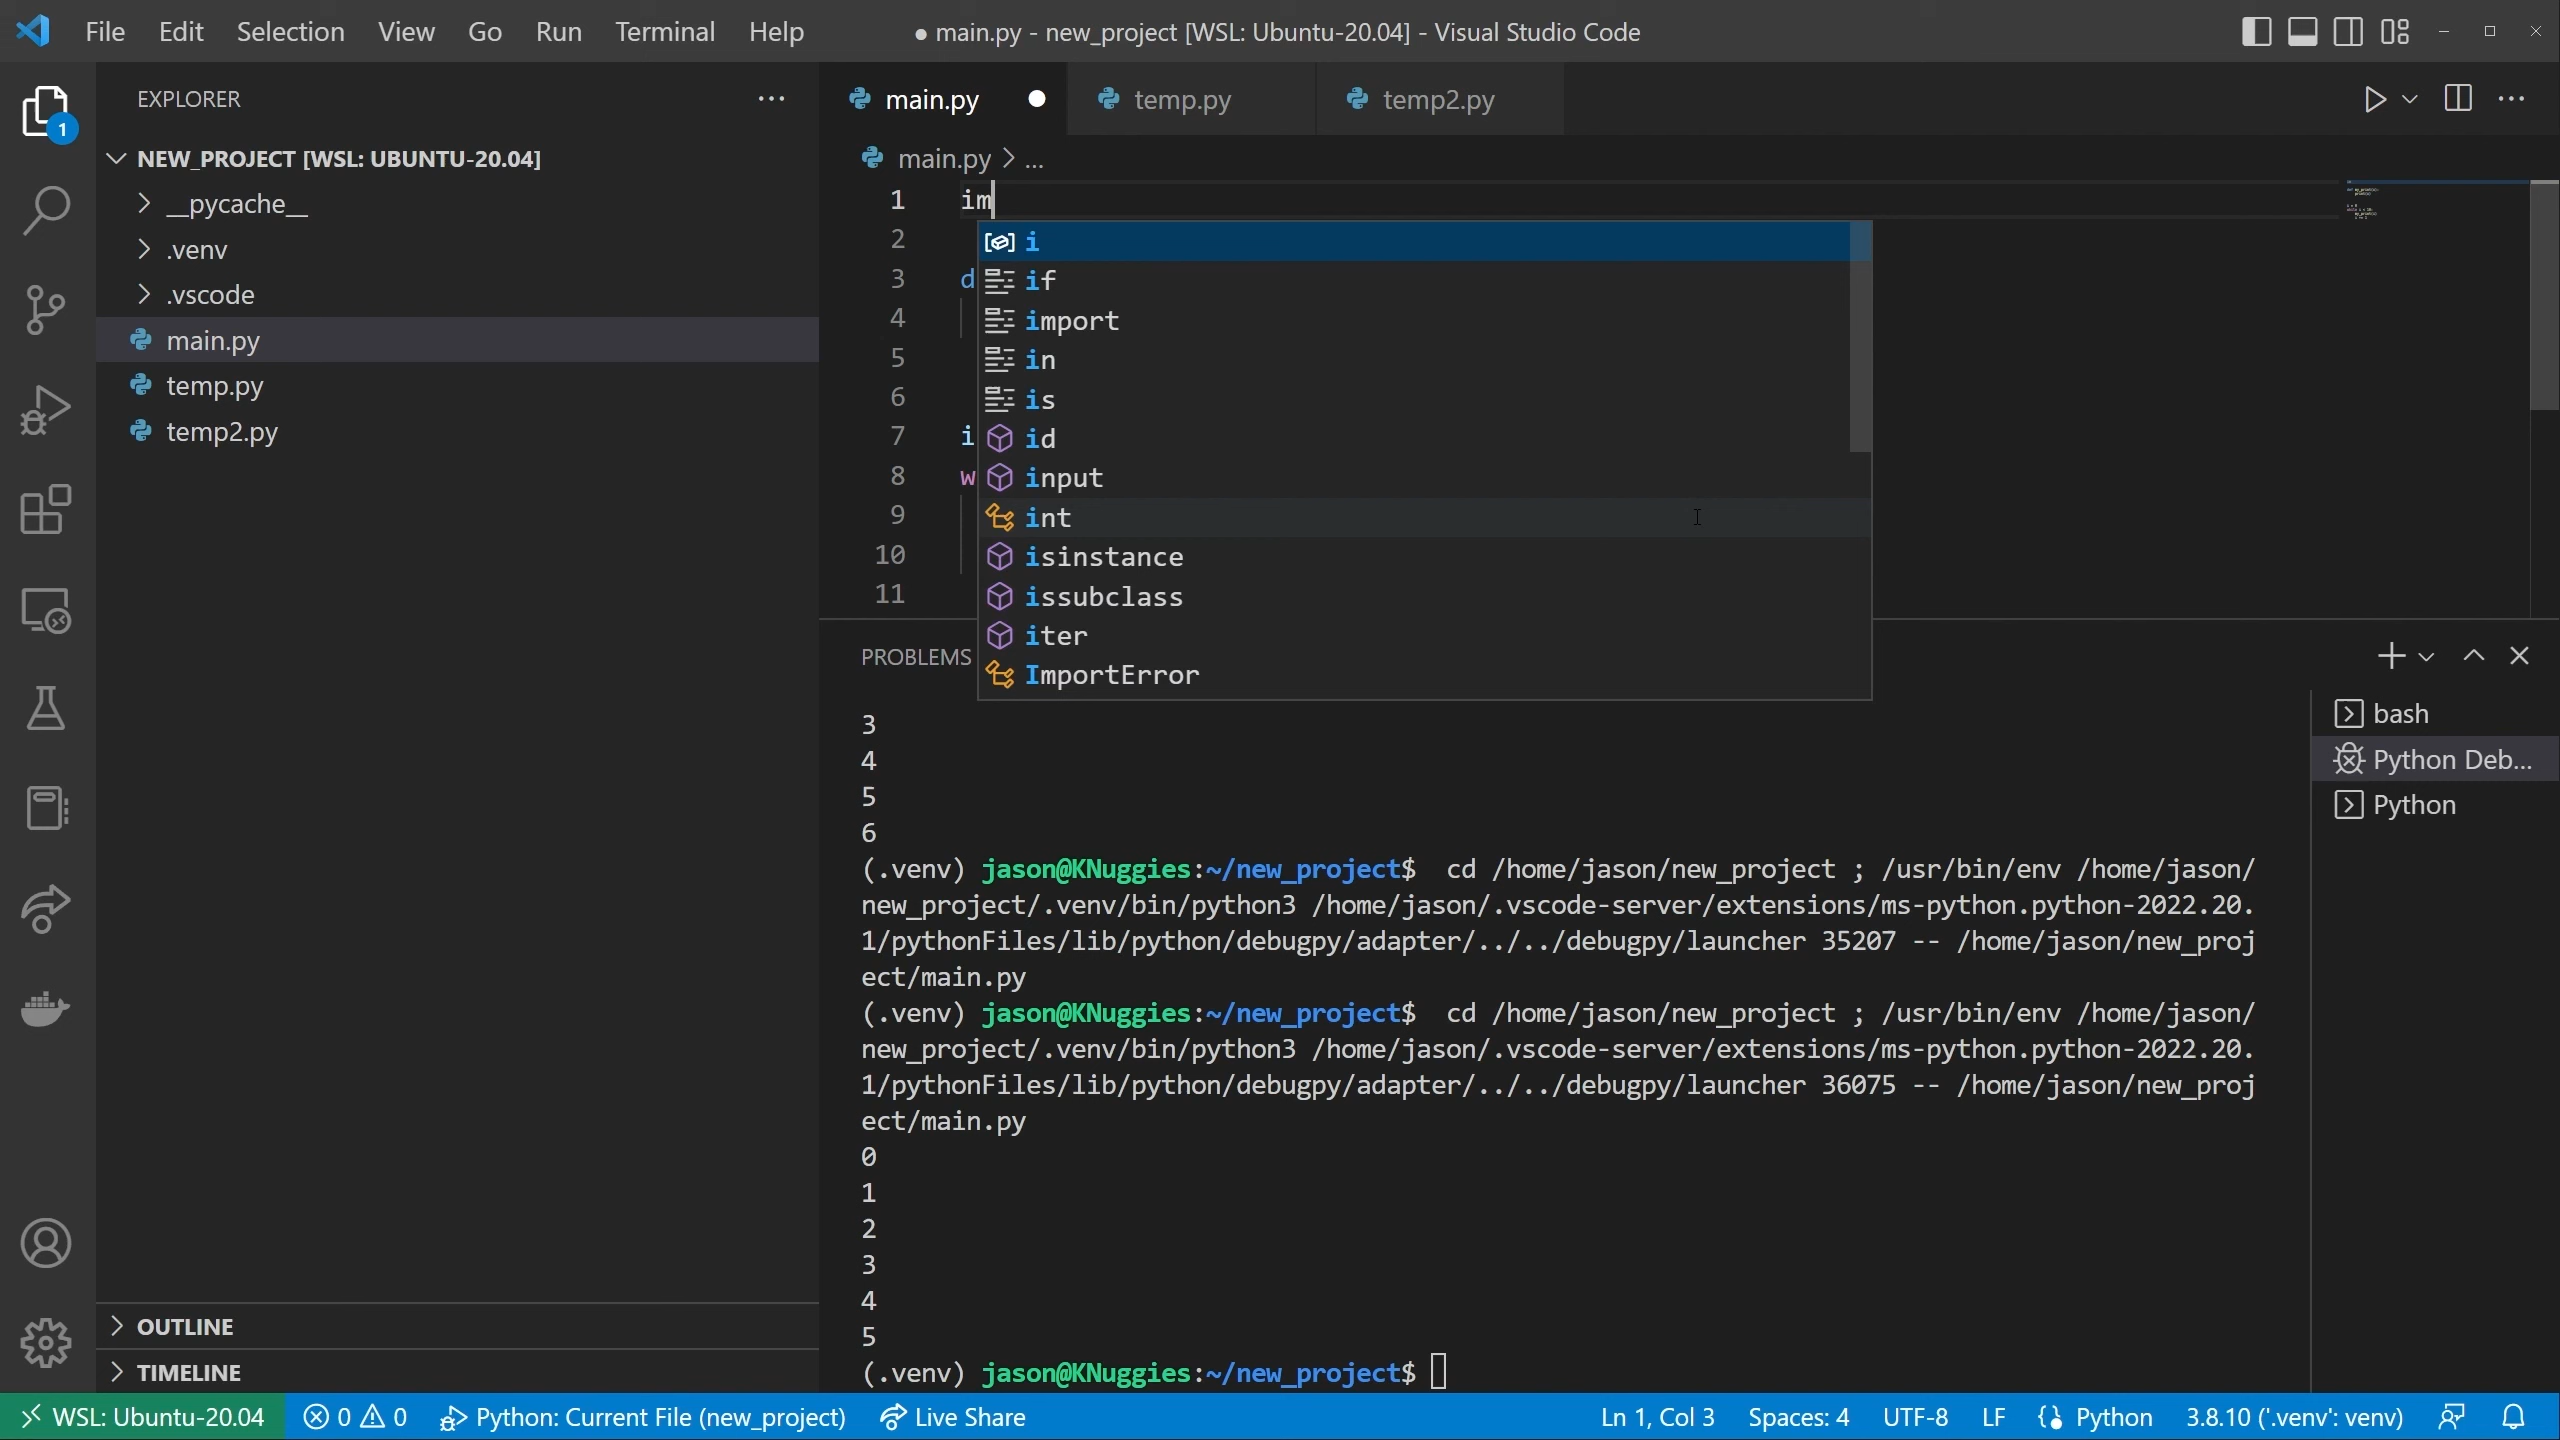 File Edit Selection View Go Run Terminal Help
● main.py - new_project [WSL: Ubuntu-20.04] - Visual Studio Code
EXPLORER
1
NEW_PROJECT [WSL: UBUNTU-20.04]
__pycache__
.venv
.vscode
main.py
temp.py
temp2.py
OUTLINE
TIMELINE
main.py temp.py temp2.py
main.py > ...
1 im
2
3 d
4
5
6
7 i
8 w
9
10
11
i
if
import
in
is
id
input
int
isinstance
issubclass
iter
ImportError
PROBLEMS
3
4
5
6
(.venv) jason@KNuggies:~/new_project$ cd /home/jason/new_project ; /usr/bin/env /home/jason/
new_project/.venv/bin/python3 /home/jason/.vscode-server/extensions/ms-python.python-2022.20.
1/pythonFiles/lib/python/debugpy/adapter/../../debugpy/launcher 35207 -- /home/jason/new_proj
ect/main.py
(.venv) jason@KNuggies:~/new_project$ cd /home/jason/new_project ; /usr/bin/env /home/jason/
new_project/.venv/bin/python3 /home/jason/.vscode-server/extensions/ms-python.python-2022.20.
1/pythonFiles/lib/python/debugpy/adapter/../../debugpy/launcher 36075 -- /home/jason/new_proj
ect/main.py
0
1
2
3
4
5
(.venv) jason@KNuggies:~/new_project$
bash
Python Deb...
Python
WSL: Ubuntu-20.04 0 0 Python: Current File (new_project) Live Share Ln 1, Col 3 Spaces: 4 UTF-8 LF Python 3.8.10 ('.venv': venv)